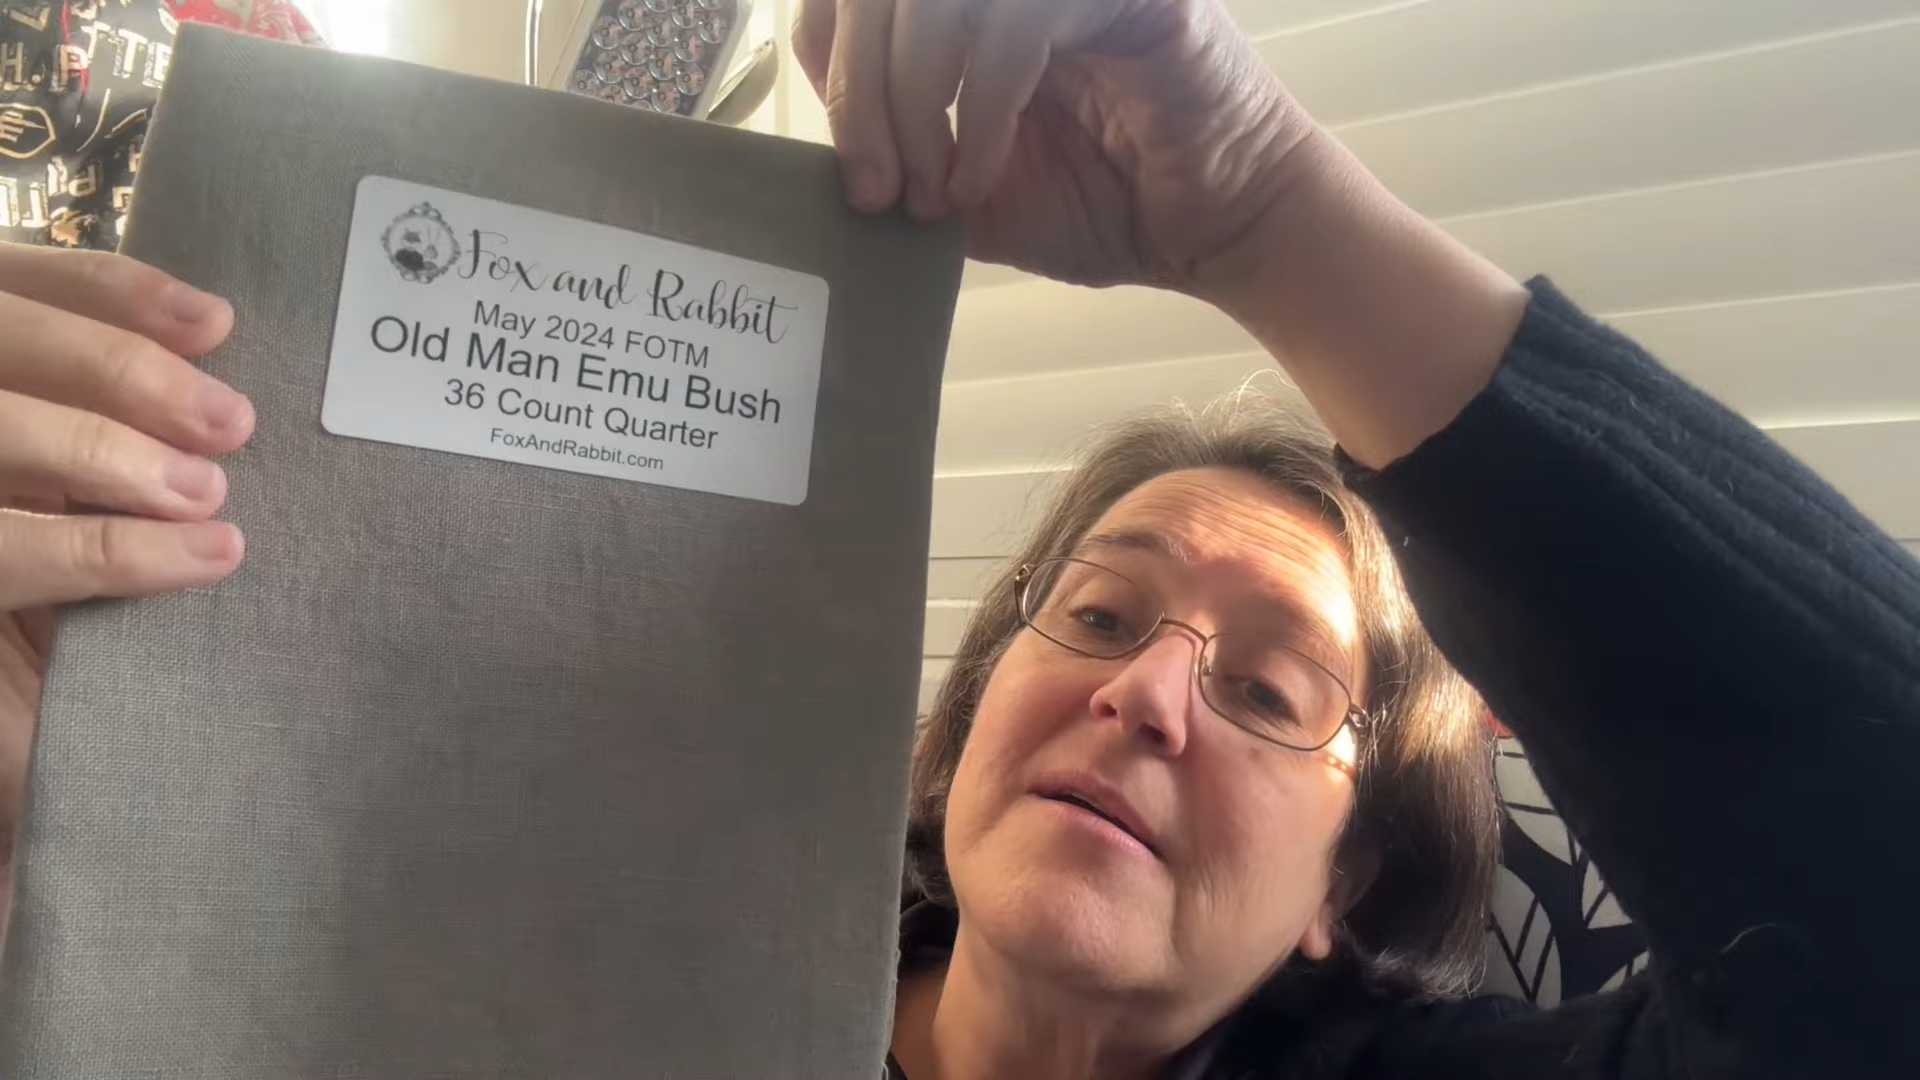 Fox and Rabbit
May 2024 FOTM
Old Man Emu Bush
36 Count Quarter
FoxAndRabbit.com